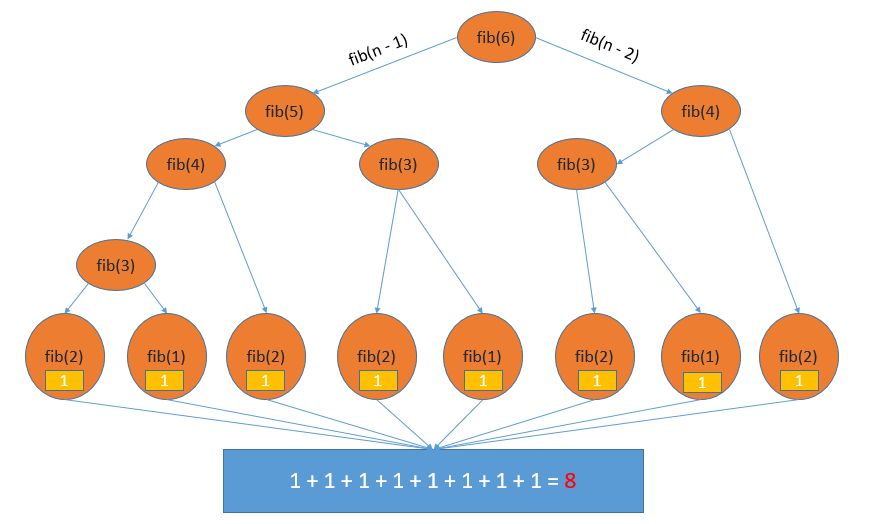 fib(6)
fib(n - 1)
fib(n - 2)
fib(5)
fib(4)
fib(4)
fib(3)
fib(3)
fib(3)
fib(2)
fib(1)
fib(2)
fib(2)
fib(1)
fib(2)
fib(1)
fib(2)
1
1
1
1
1
1
1
1
1 + 1 + 1 + 1 + 1 + 1 + 1 + 1 = 8